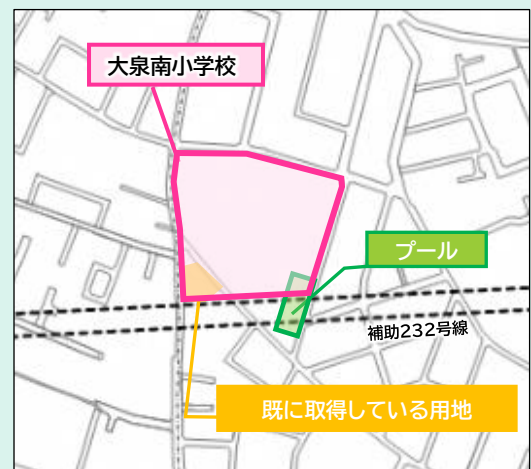 大泉南小学校
プール
補助232号線
既に取得している用地